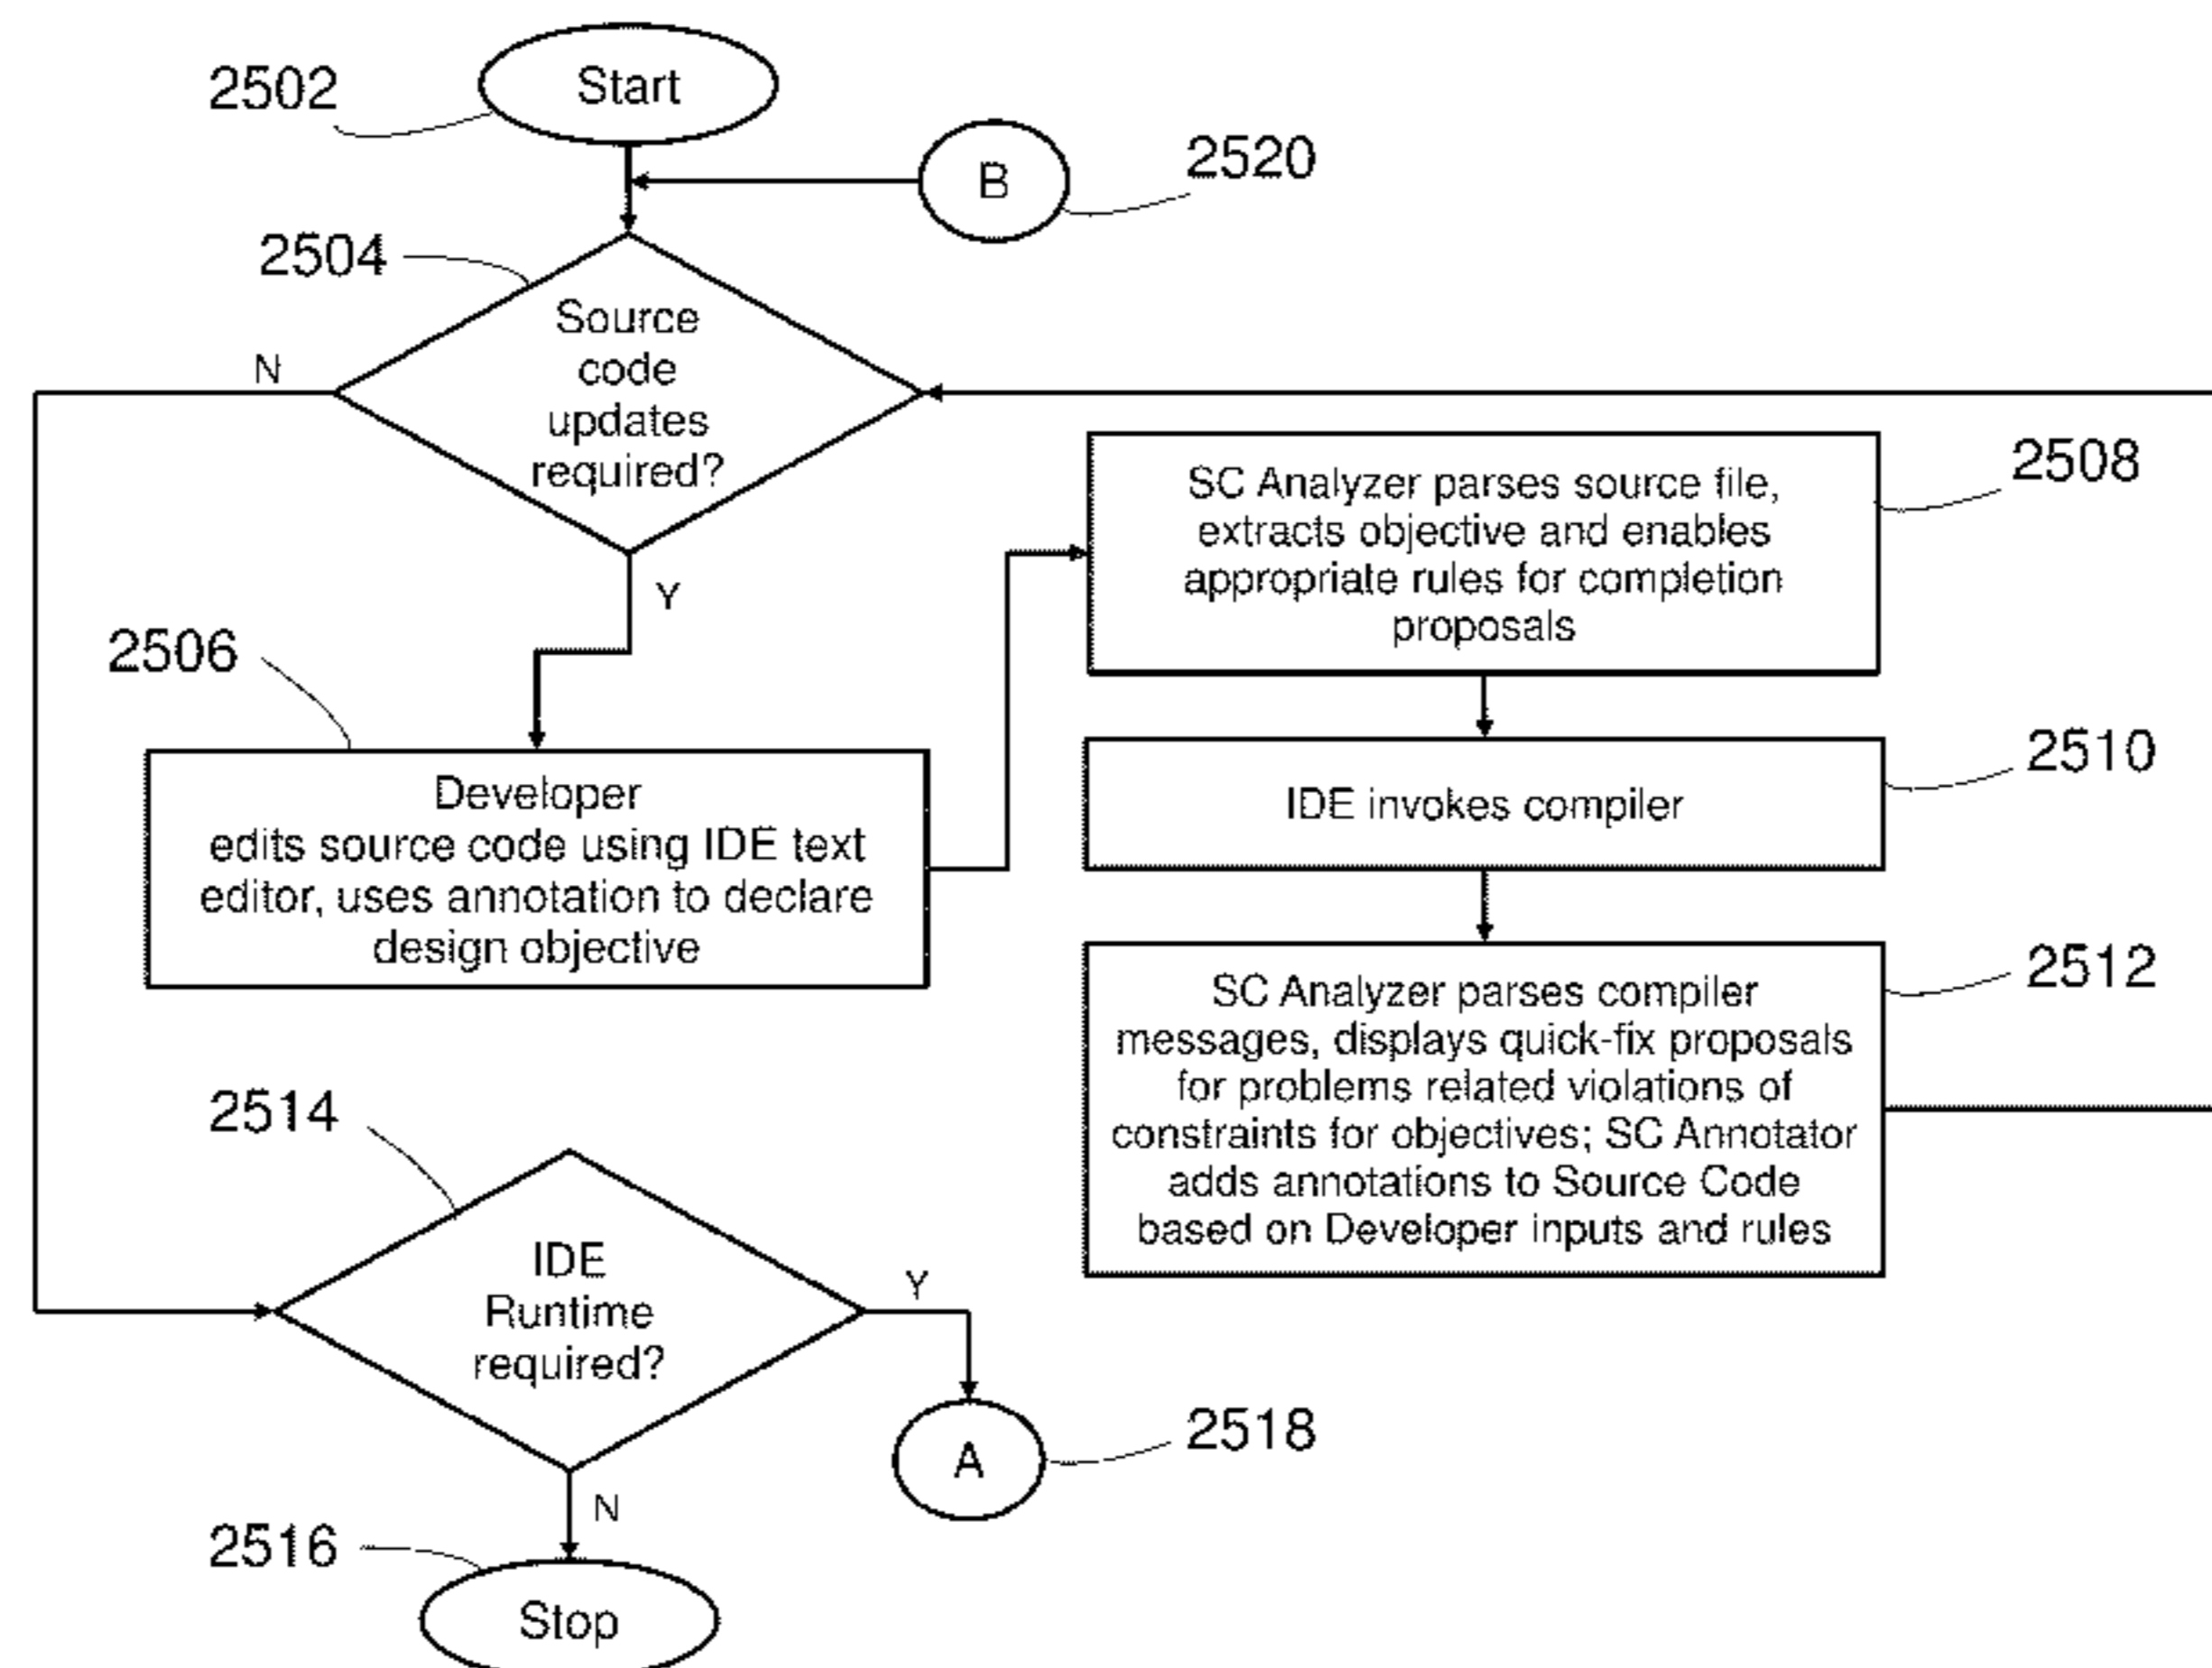 2502
Start
B
2520
2504
Source
code
updates
required?
N
Y
2506
Developer
edits source code using IDE text
editor, uses annotation to declare
design objective
2508
SC Analyzer parses source file,
extracts objective and enables
appropriate rules for completion
proposals
2510
IDE invokes compiler
2512
SC Analyzer parses compiler
messages, displays quick-fix proposals
for problems related violations of
constraints for objectives; SC Annotator
adds annotations to Source Code
based on Developer inputs and rules
2514
IDE
Runtime
required?
Y
A
2518
N
2516
Stop